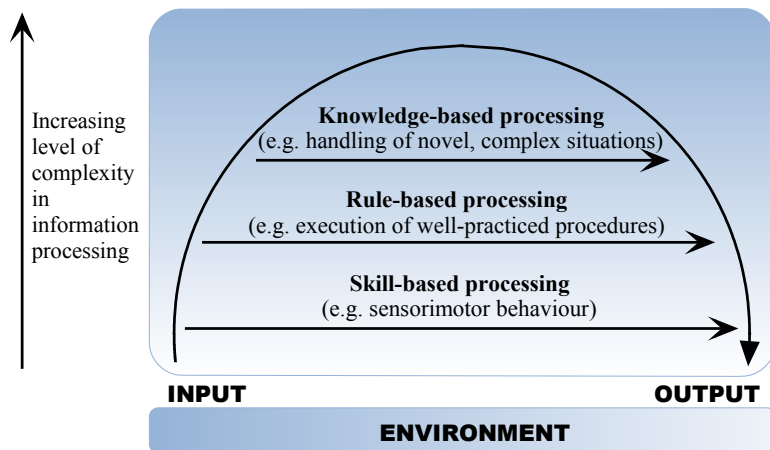 Increasing
level of
complexity
in
information
processing
Knowledge-based processing
(e.g. handling of novel, complex situations)
Rule-based processing
(e.g. execution of well-practiced procedures)
Skill-based processing
(e.g. sensorimotor behaviour)
INPUT
OUTPUT
ENVIRONMENT